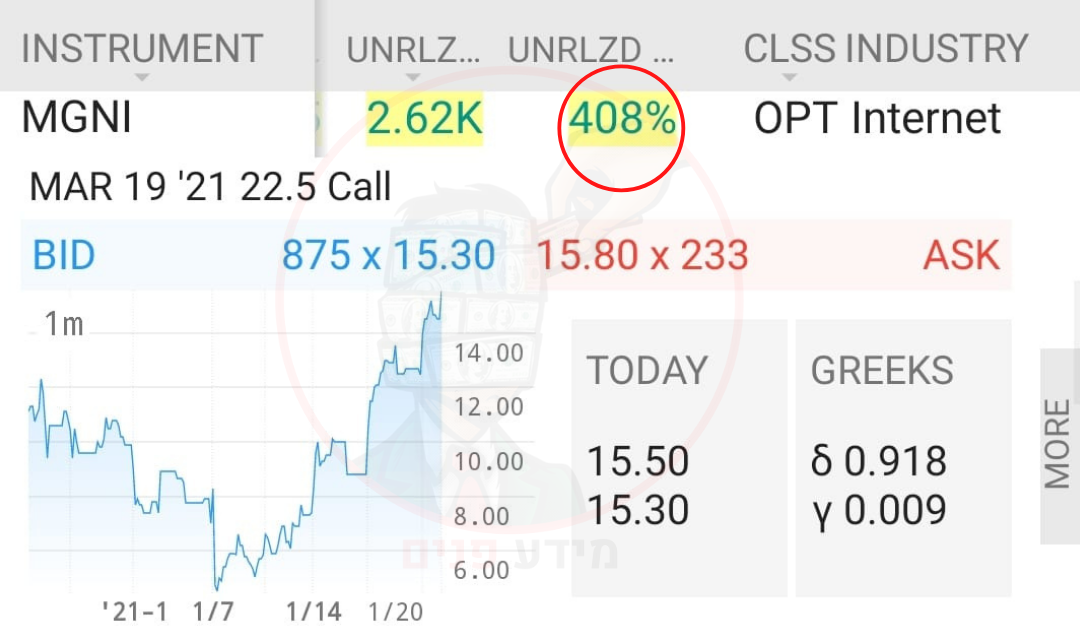 INSTRUMENT UNRLZ... UNRLZD ... CLSS INDUSTRY
MGNI 2.62K 408% OPT Internet
MAR 19 '21 22.5 Call
BID 875 x 15.30 15.80 x 233 ASK
1m
14.00
12.00
10.00
8.00
6.00
'21-1 1/7 1/14 1/20
TODAY
15.50
15.30
GREEKS
δ 0.918
γ 0.009
MORE
מידע פנים